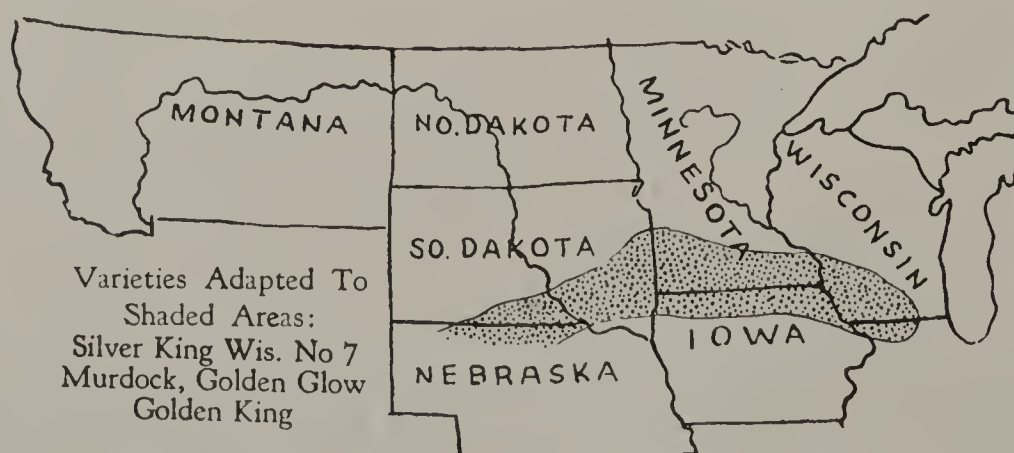 MONTANA
NO. DAKOTA
MINNESOTA
WISCONSIN
SO. DAKOTA
IOWA
NEBRASKA
Varieties Adapted To
Shaded Areas:
Silver King Wis. No 7
Murdock, Golden Glow
Golden King